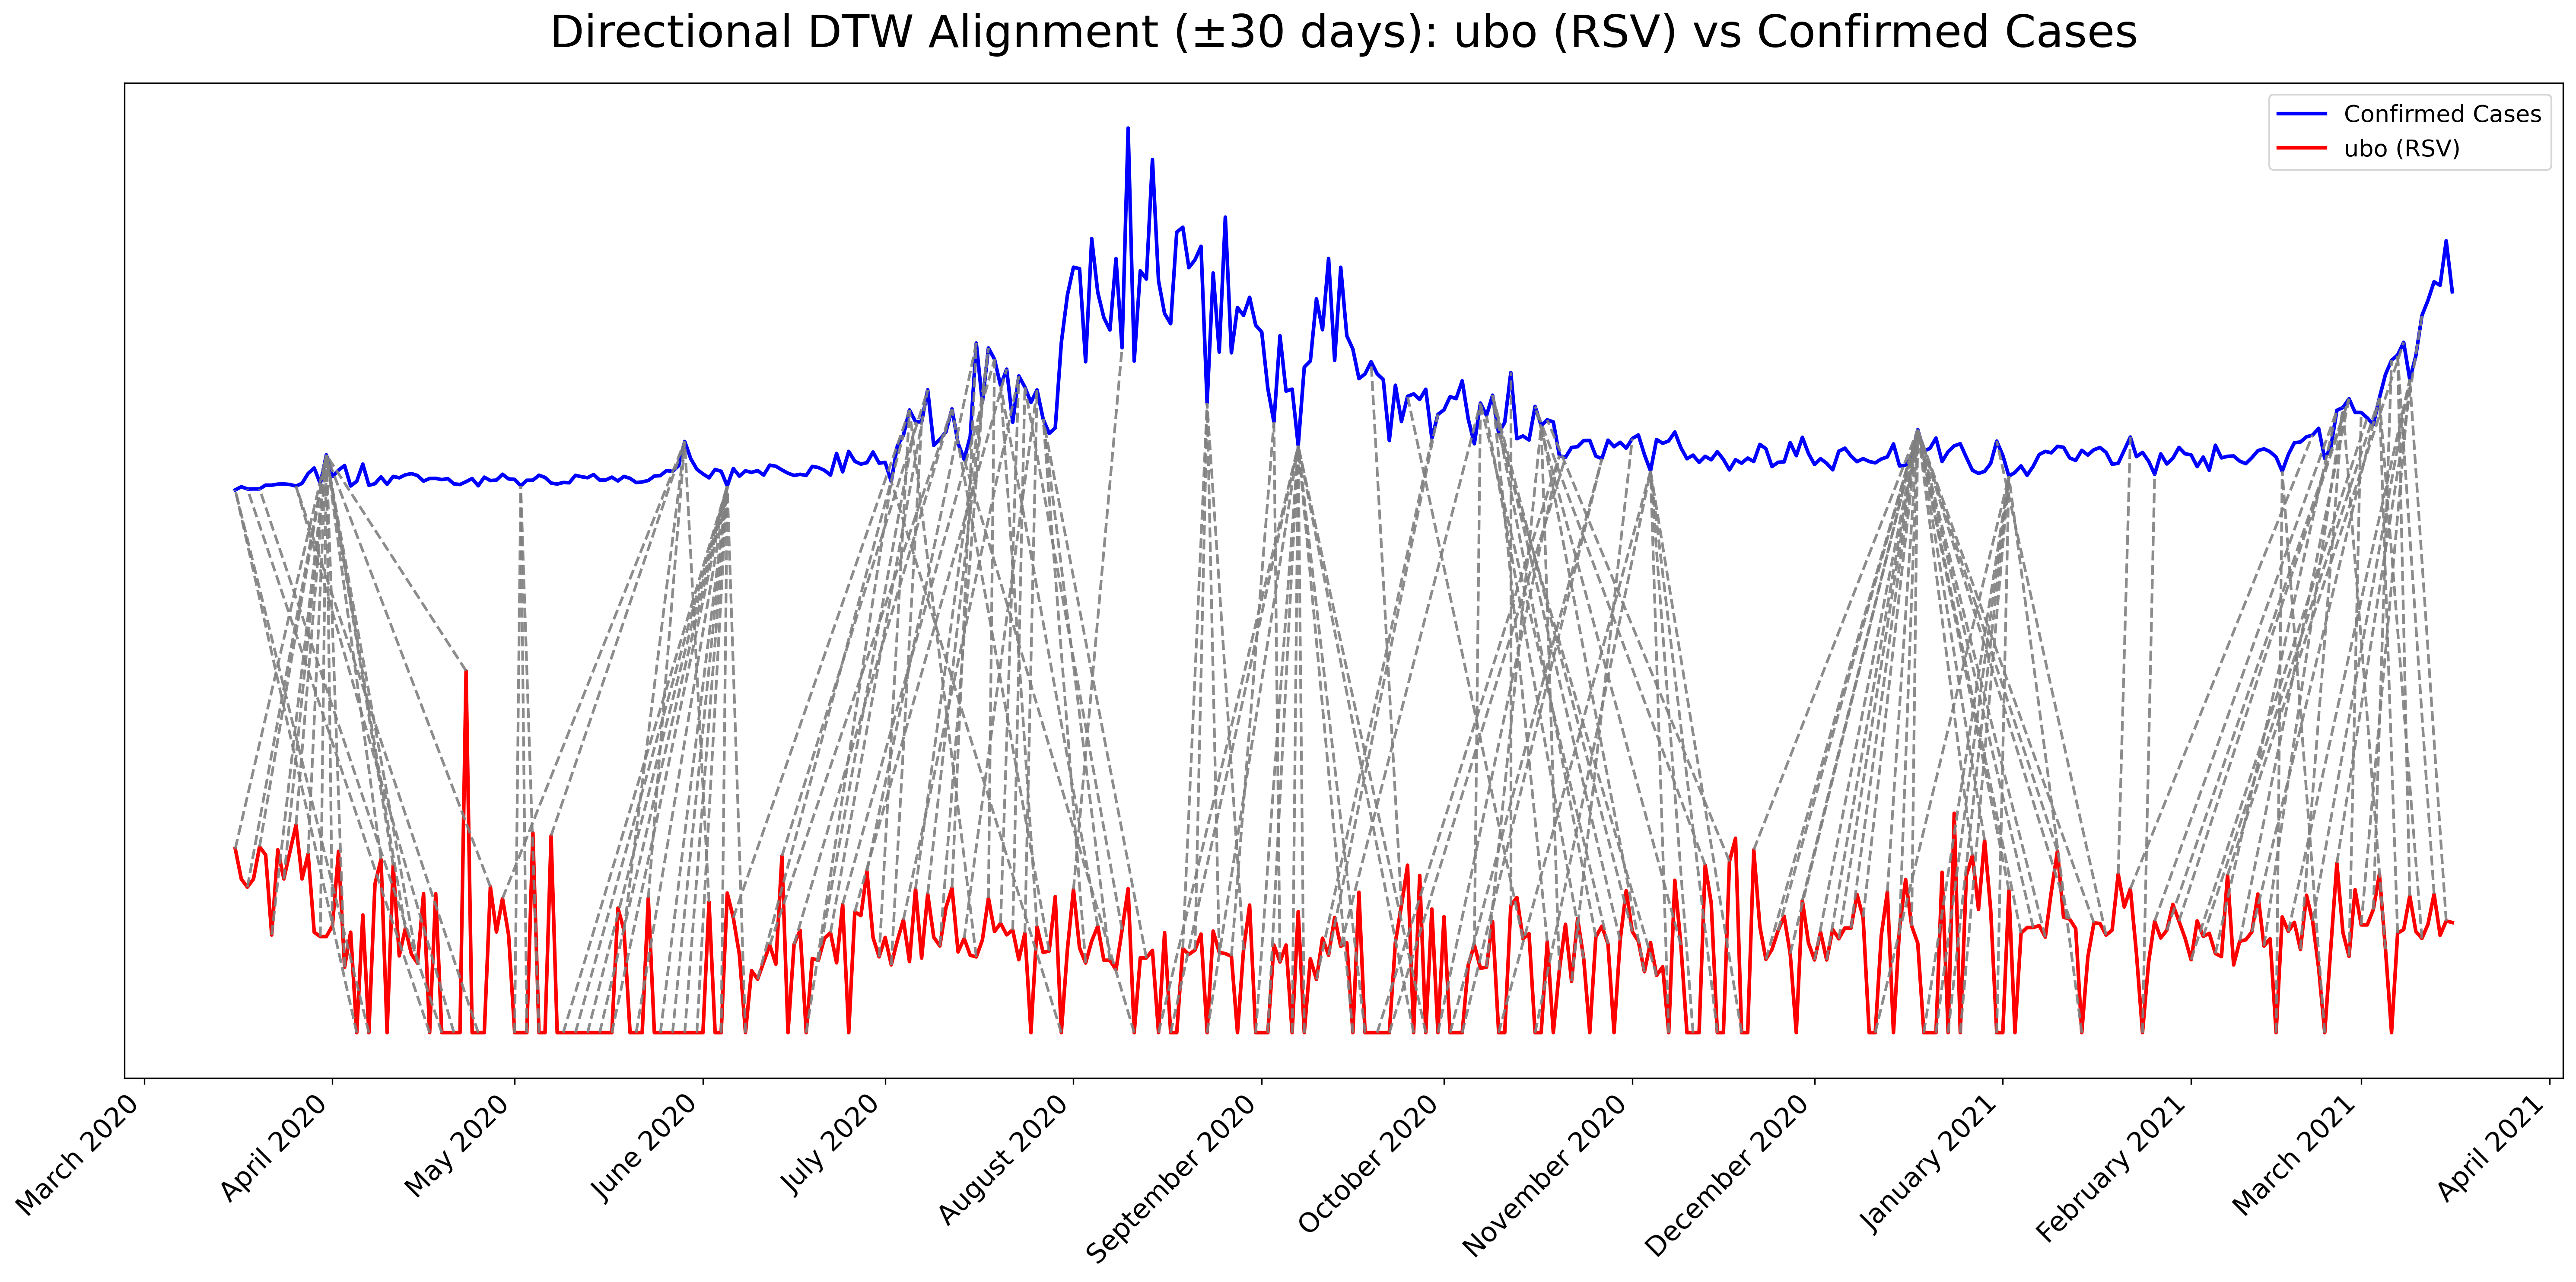 Directional DTW Alignment (±30 days): ubo (RSV) vs Confirmed Cases
Confirmed Cases
ubo (RSV)
March 2020
April 2020
May 2020
June 2020
July 2020
August 2020
September 2020
October 2020
November 2020
December 2020
January 2021
February 2021
March 2021
April 2021